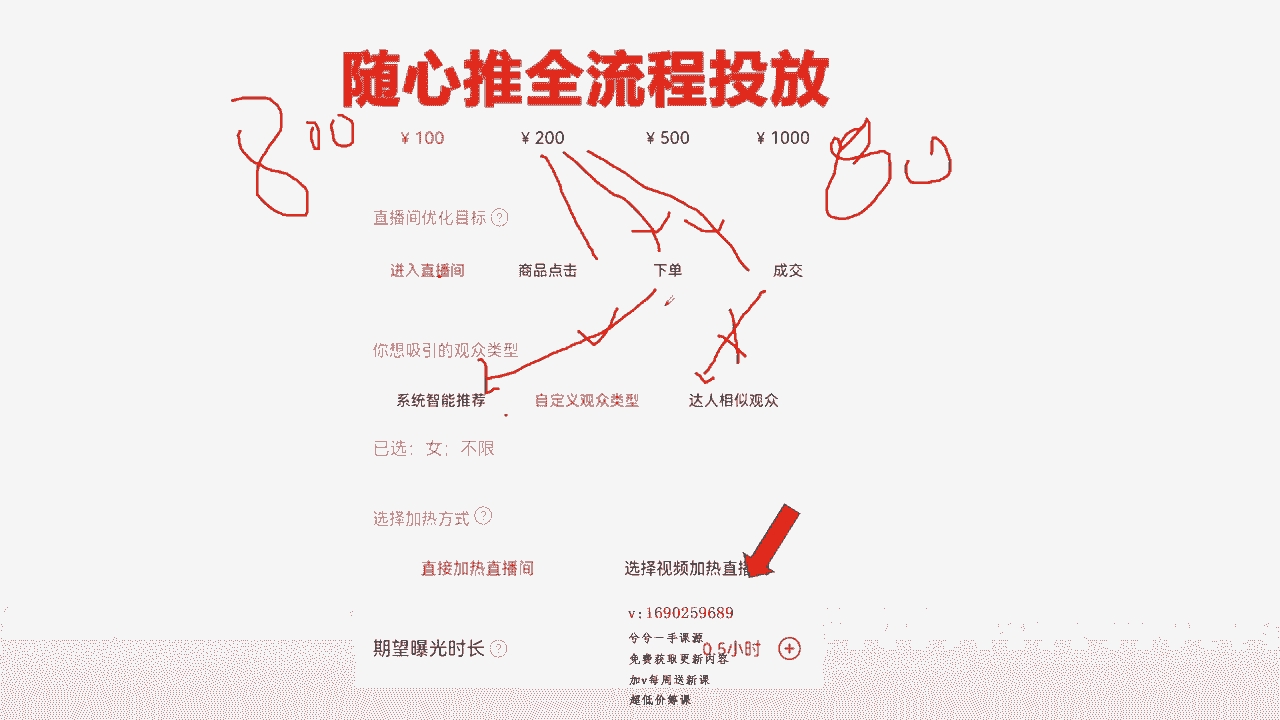 随心推全流程投放
800
¥ 100 ¥ 200 ¥ 500 ¥ 1000
直播间优化目标 ?
进入直播间 商品点击 下单 成交
你想吸引的观众类型
系统智能推荐 自定义观众类型 达人相似观众
已选：女；不限
选择加热方式 ?
直接加热直播间 选择视频加热直播
v:1690259689
兮兮一手课源
期望曝光时长 ? 0.5小时 +
免费获取更新内容
加v每周送新课
超低价筹课